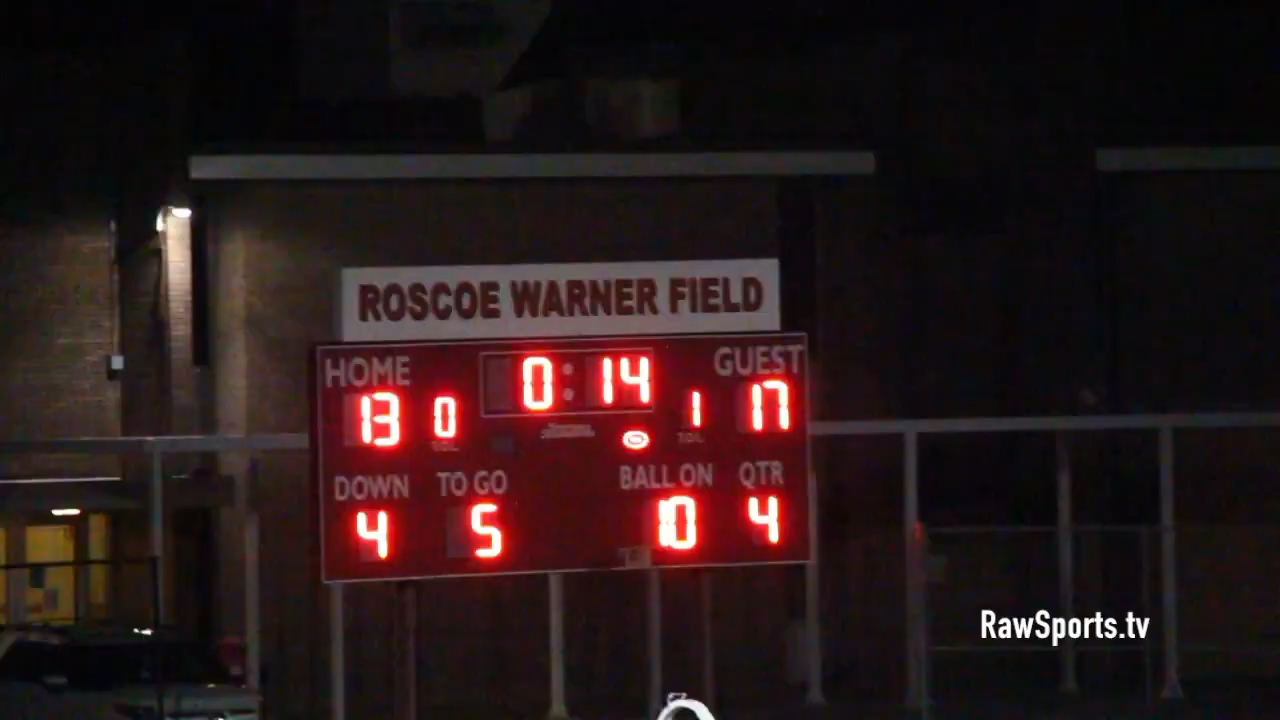 ROSCOE WARNER FIELD
HOME 0:14 GUEST
13 0 1 17
DOWN TO GO BALL ON QTR
4 5 10 4
RawSports.tv